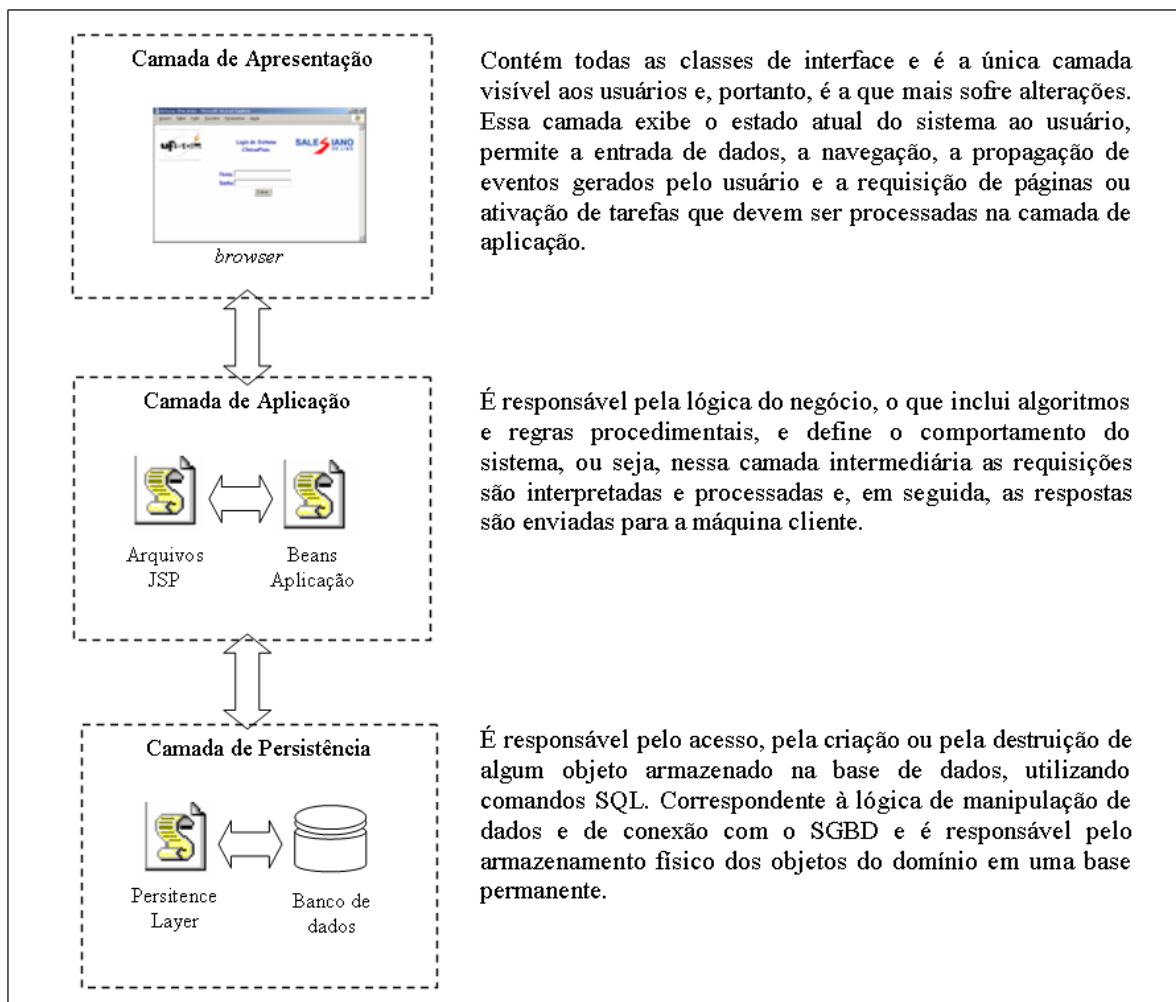 Camada de Apresentação
Login do Sistema
SALESIANO
Nome
Senha
browser
Contém todas as classes de interface e é a única camada
visível aos usuários e, portanto, é a que mais sofre alterações.
Essa camada exibe o estado atual do sistema ao usuário,
permite a entrada de dados, a navegação, a propagação de
eventos gerados pelo usuário e a requisição de páginas ou
ativação de tarefas que devem ser processadas na camada de
aplicação.
Camada de Aplicação
Arquivos
JSP
Beans
Aplicação
É responsável pela lógica do negócio, o que inclui algoritmos
e regras procedimentais, e define o comportamento do
sistema, ou seja, nessa camada intermediária as requisições
são interpretadas e processadas e, em seguida, as respostas
são enviadas para a máquina cliente.
Camada de Persistência
Persitence
Layer
Banco de
dados
É responsável pelo acesso, pela criação ou pela destruição de
algum objeto armazenado na base de dados, utilizando
comandos SQL. Correspondente à lógica de manipulação de
dados e de conexão com o SGBD e é responsável pelo
armazenamento físico dos objetos do domínio em uma base
permanente.